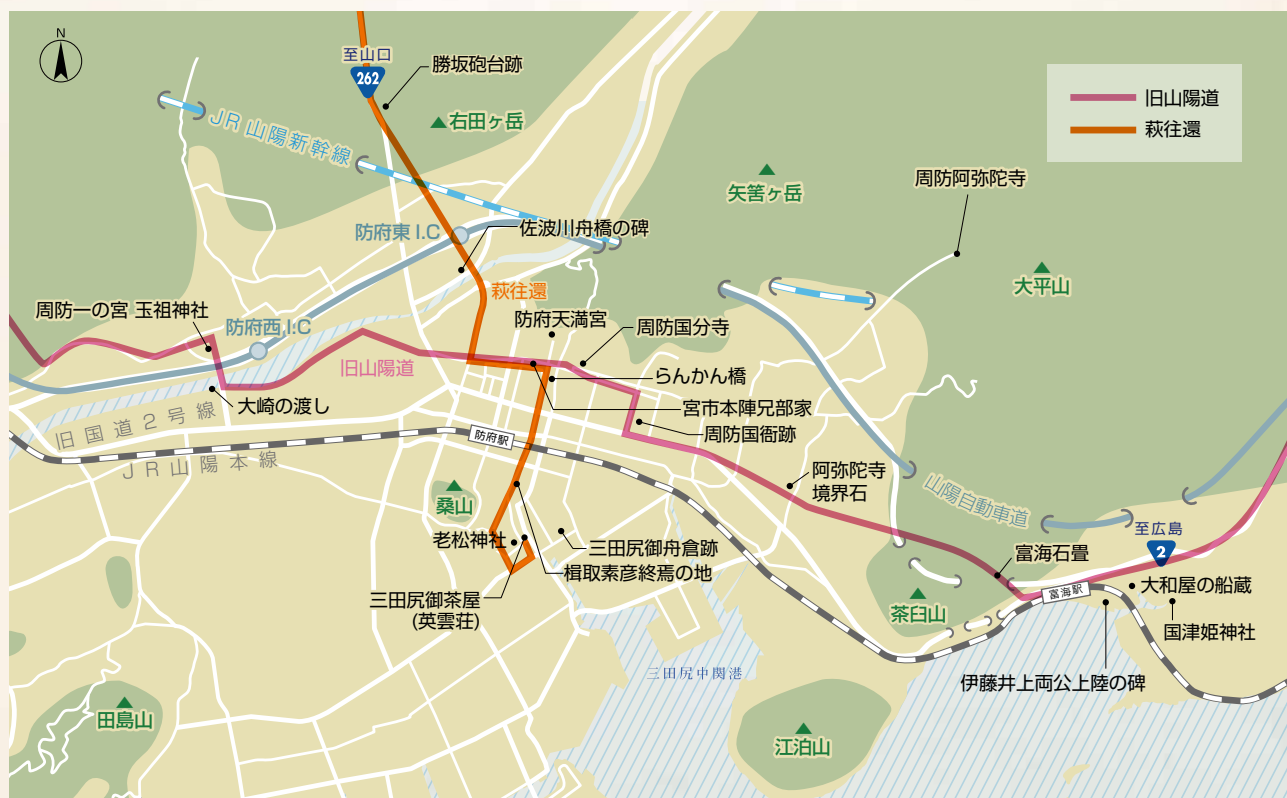 N
至山口
262
勝坂砲台跡
旧山陽道
萩往還
右田ヶ岳
JR山陽新幹線
矢筈ヶ岳
周防阿弥陀寺
防府東I.C
佐波川舟橋の碑
大平山
萩往還
周防一の宮 玉祖神社
防府西I.C
防府天満宮
周防国分寺
旧山陽道
らんかん橋
大崎の渡し
宮市本陣兄部家
旧国道2号線
周防国衙跡
防府駅
JR山陽本線
阿弥陀寺
境界石
山陽自動車道
桑山
至広島
2
老松神社
三田尻御舟倉跡
富海石畳
楫取素彦終焉の地
大和屋の船蔵
富海駅
三田尻御茶屋
(英雲荘)
茶臼山
国津姫神社
三田尻中関港
伊藤井上両公上陸の碑
田島山
江泊山